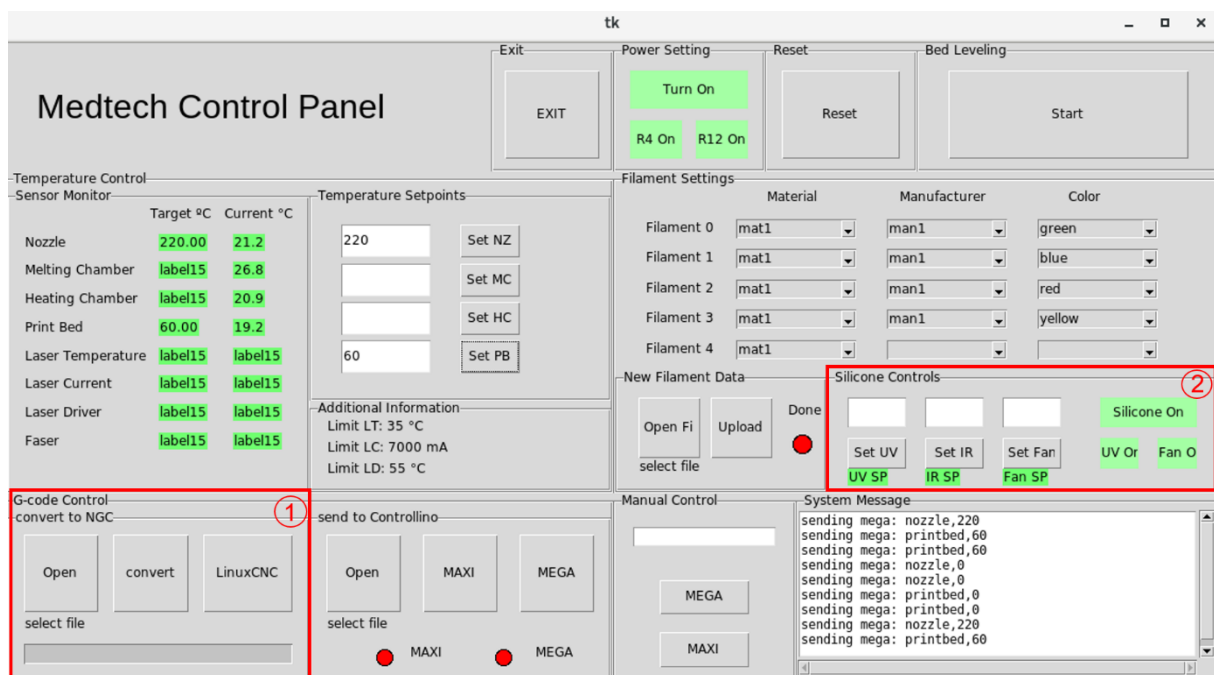 tk
Medtech Control Panel
Exit
EXIT
Power Setting
Turn On
R4 On R12 On
Reset
Reset
Bed Leveling
Start
Temperature Control
Sensor Monitor
Target ºC Current °C
Nozzle 220.00 21.2
Melting Chamber label15 26.8
Heating Chamber label15 20.9
Print Bed 60.00 19.2
Laser Temperature label15 label15
Laser Current label15 label15
Laser Driver label15 label15
Faser label15 label15
Temperature Setpoints
220 Set NZ
Set MC
Set HC
60 Set PB
Additional Information
Limit LT: 35 °C
Limit LC: 7000 mA
Limit LD: 55 °C
Filament Settings
Material Manufacturer Color
Filament 0 mat1 man1 green
Filament 1 mat1 man1 blue
Filament 2 mat1 man1 red
Filament 3 mat1 man1 yellow
Filament 4 mat1
New Filament Data
Open Fi Upload Done
select file
Silicone Controls
②
Silicone On
Set UV Set IR Set Fan UV Or Fan O
UV SP IR SP Fan SP
G-code Control
①
convert to NGC
Open convert LinuxCNC
select file
send to Controllino
Open MAXI MEGA
select file
MAXI MEGA
Manual Control
MEGA
MAXI
System Message
sending mega: nozzle,220
sending mega: printbed,60
sending mega: printbed,60
sending mega: nozzle,0
sending mega: nozzle,0
sending mega: printbed,0
sending mega: printbed,0
sending mega: nozzle,220
sending mega: printbed,60